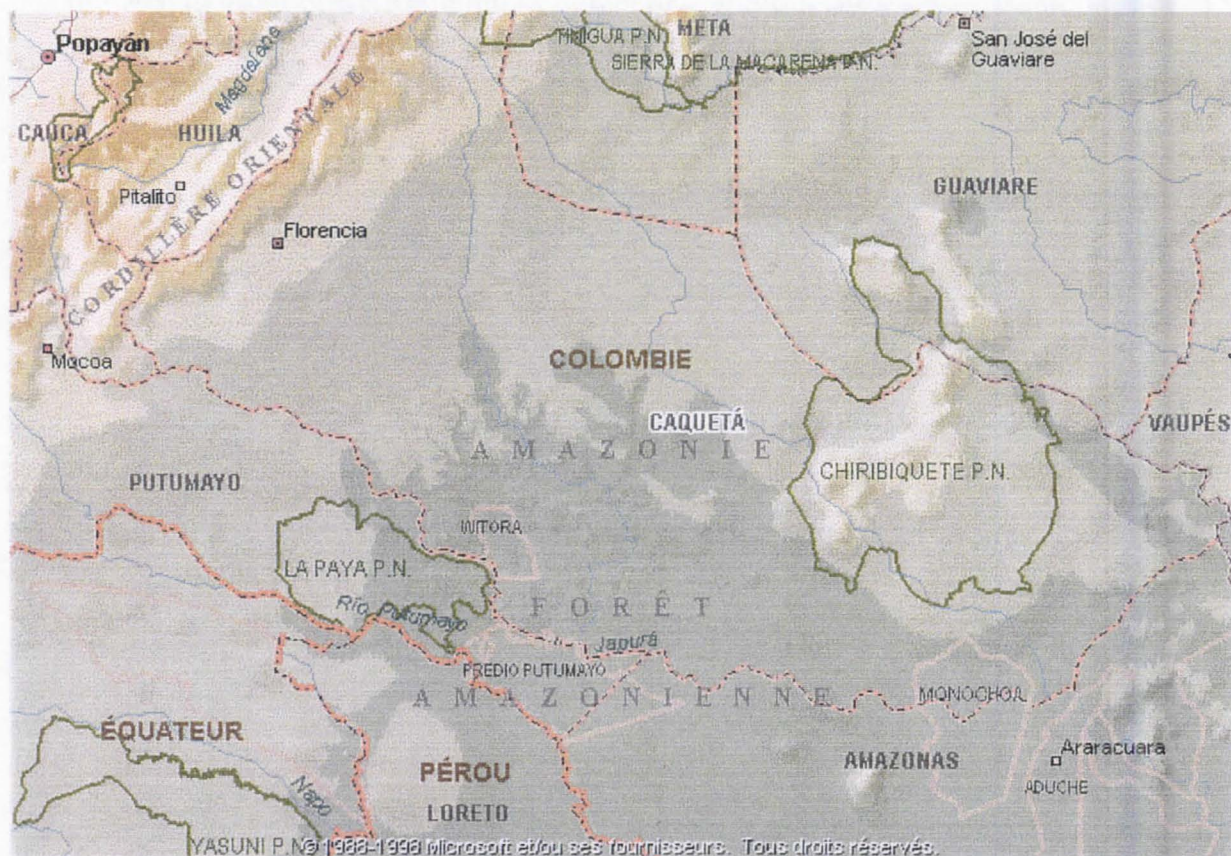 Popayán
TINIGUA P.N.
META
San José del
Guaviare
SIERRA DE LA MACARENA P.N.
Magdalena
CAUCA
HUILA
CORDILLÈRE ORIENTALE
Pitalito
GUAVIARE
Florencia
Mocoa
COLOMBIE
CAQUETÁ
VAUPÉS
AMAZONIE
CHIRIBIQUETE P.N.
PUTUMAYO
WITORA
LA PAYA P.N.
Río Putumayo
FORÊT
Japurá
PREDIO PUTUMAYO
AMAZONIENNE
MONOCHOA
ÉQUATEUR
PÉROU
AMAZONAS
Araracuara
ADUCHE
Napo
LORETO
YASUNI P.N.
© 1988-1998 Microsoft et/ou ses fournisseurs. Tous droits réservés.